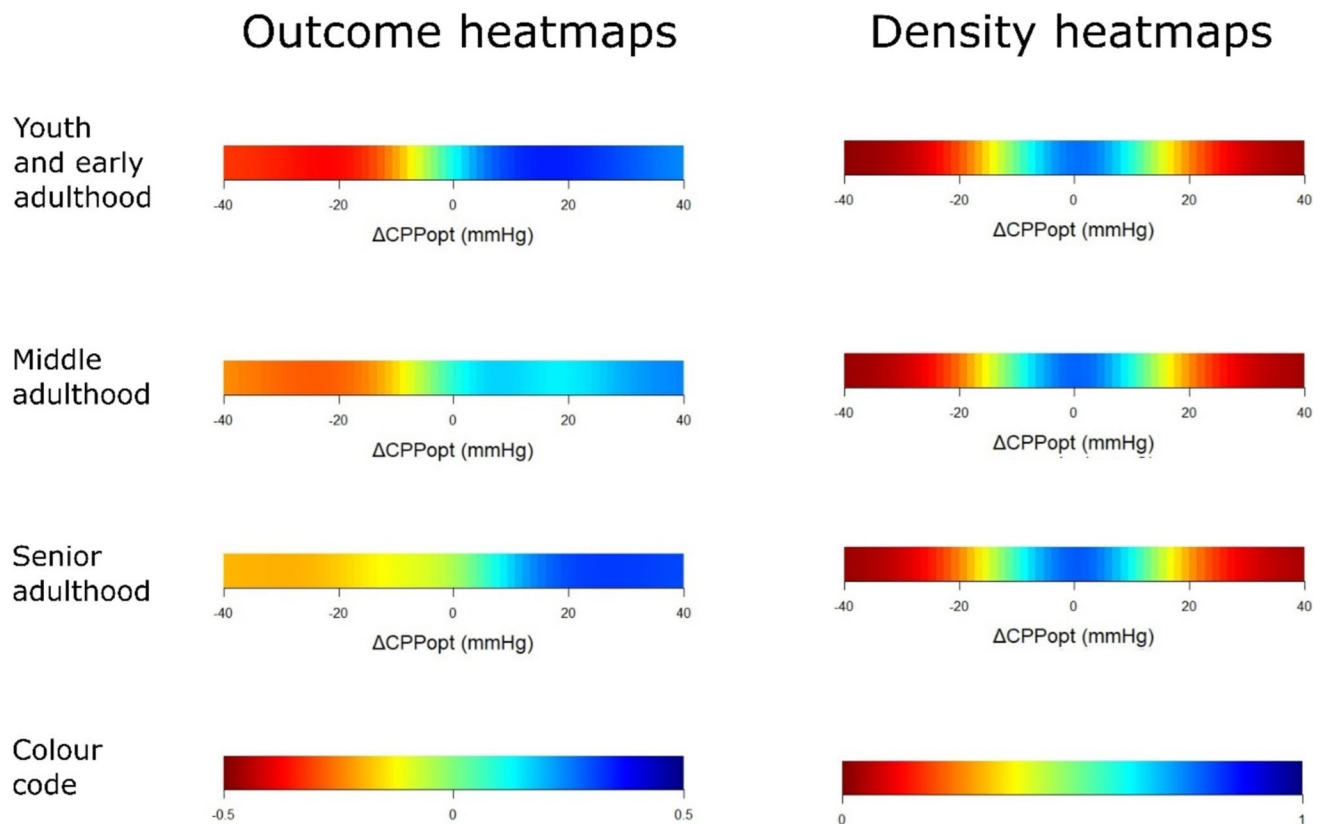 Outcome heatmaps
Density heatmaps
Youth
and early
adulthood
-40 -20 0 20 40
ΔCPPopt (mmHg)
-40 -20 0 20 40
ΔCPPopt (mmHg)
Middle
adulthood
-40 -20 0 20 40
ΔCPPopt (mmHg)
-40 -20 0 20 40
ΔCPPopt (mmHg)
Senior
adulthood
-40 -20 0 20 40
ΔCPPopt (mmHg)
-40 -20 0 20 40
ΔCPPopt (mmHg)
Colour
code
-0.5 0 0.5
0 1